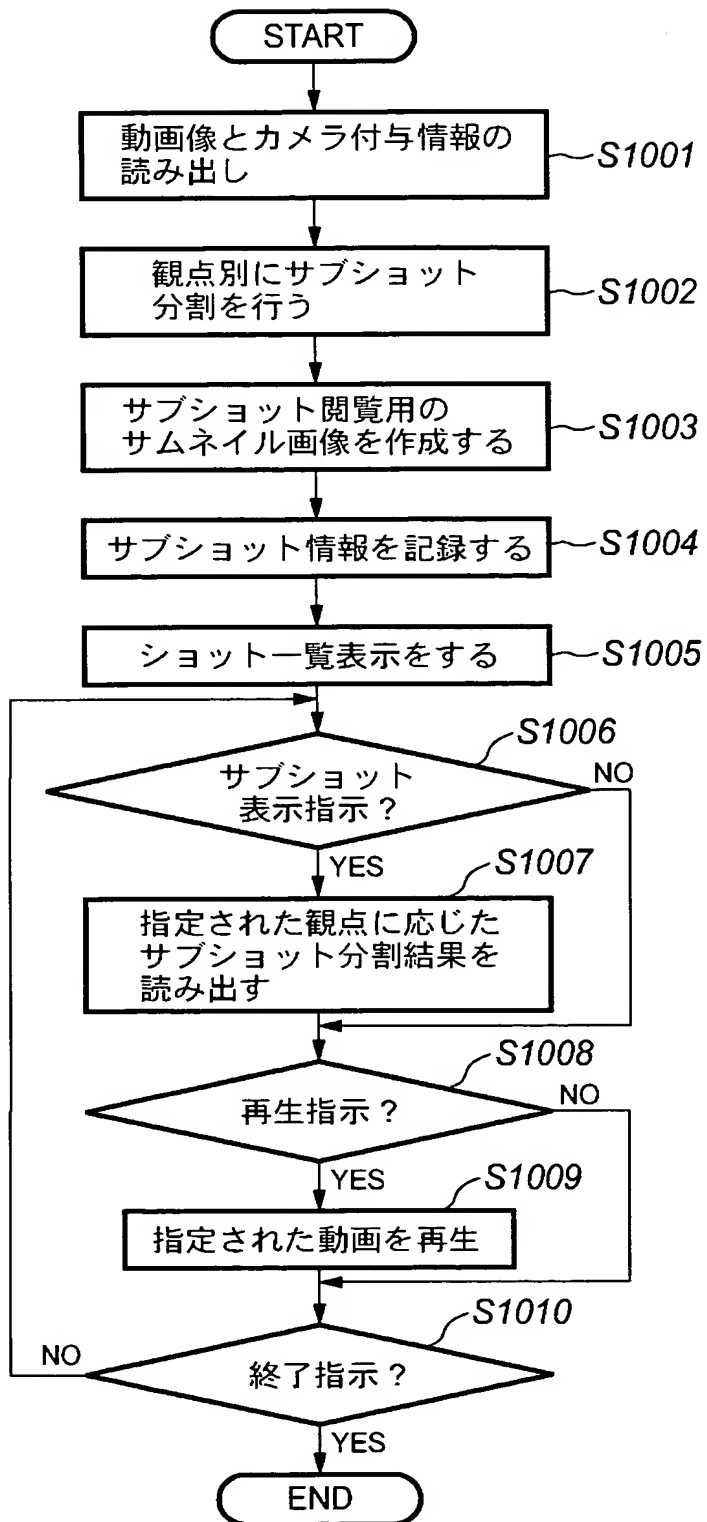 START
動画像とカメラ付与情報の
読み出し
S1001
観点別にサブショット
分割を行う
S1002
サブショット閲覧用の
サムネイル画像を作成する
S1003
サブショット情報を記録する
S1004
ショット一覧表示をする
S1005
S1006
サブショット
表示指示？
NO
YES
S1007
指定された観点に応じた
サブショット分割結果を
読み出す
S1008
再生指示？
NO
YES
S1009
指定された動画を再生
S1010
NO
終了指示？
YES
END